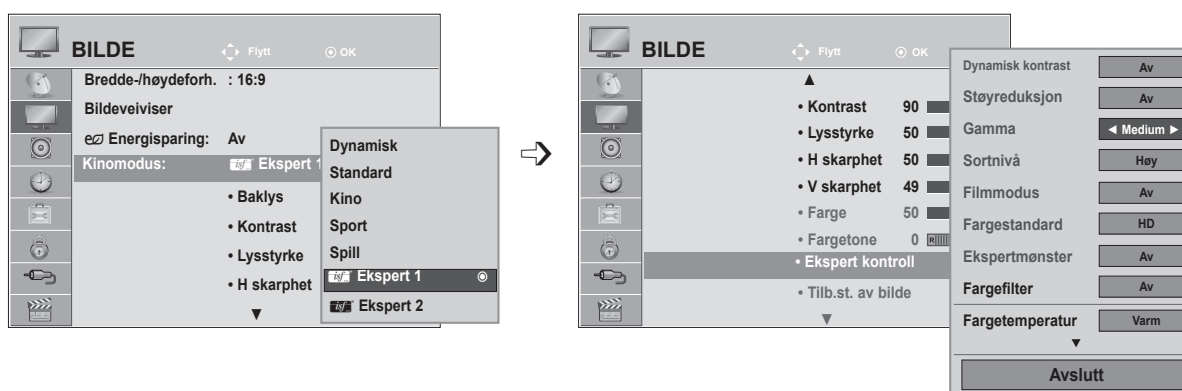 BILDE Flytt OK
Bredde-/høydeforh. : 16:9
Bildeveiviser
Energisparing: Av
Kinomodus: isf Ekspert 1
• Baklys
• Kontrast
• Lysstyrke
• H skarphet
▼
Dynamisk
Standard
Kino
Sport
Spill
isf Ekspert 1
isf Ekspert 2
BILDE Flytt OK
▲
• Kontrast 90
• Lysstyrke 50
• H skarphet 50
• V skarphet 49
• Farge 50
• Fargetone 0 R
• Ekspert kontroll
• Tilb.st. av bilde
▼
Dynamisk kontrast Av
Støyreduksjon Av
Gamma ◀ Medium ▶
Sortnivå Høy
Filmmodus Av
Fargestandard HD
Ekspertmønster Av
Fargefilter Av
Fargetemperatur Varm
▼
Avslutt